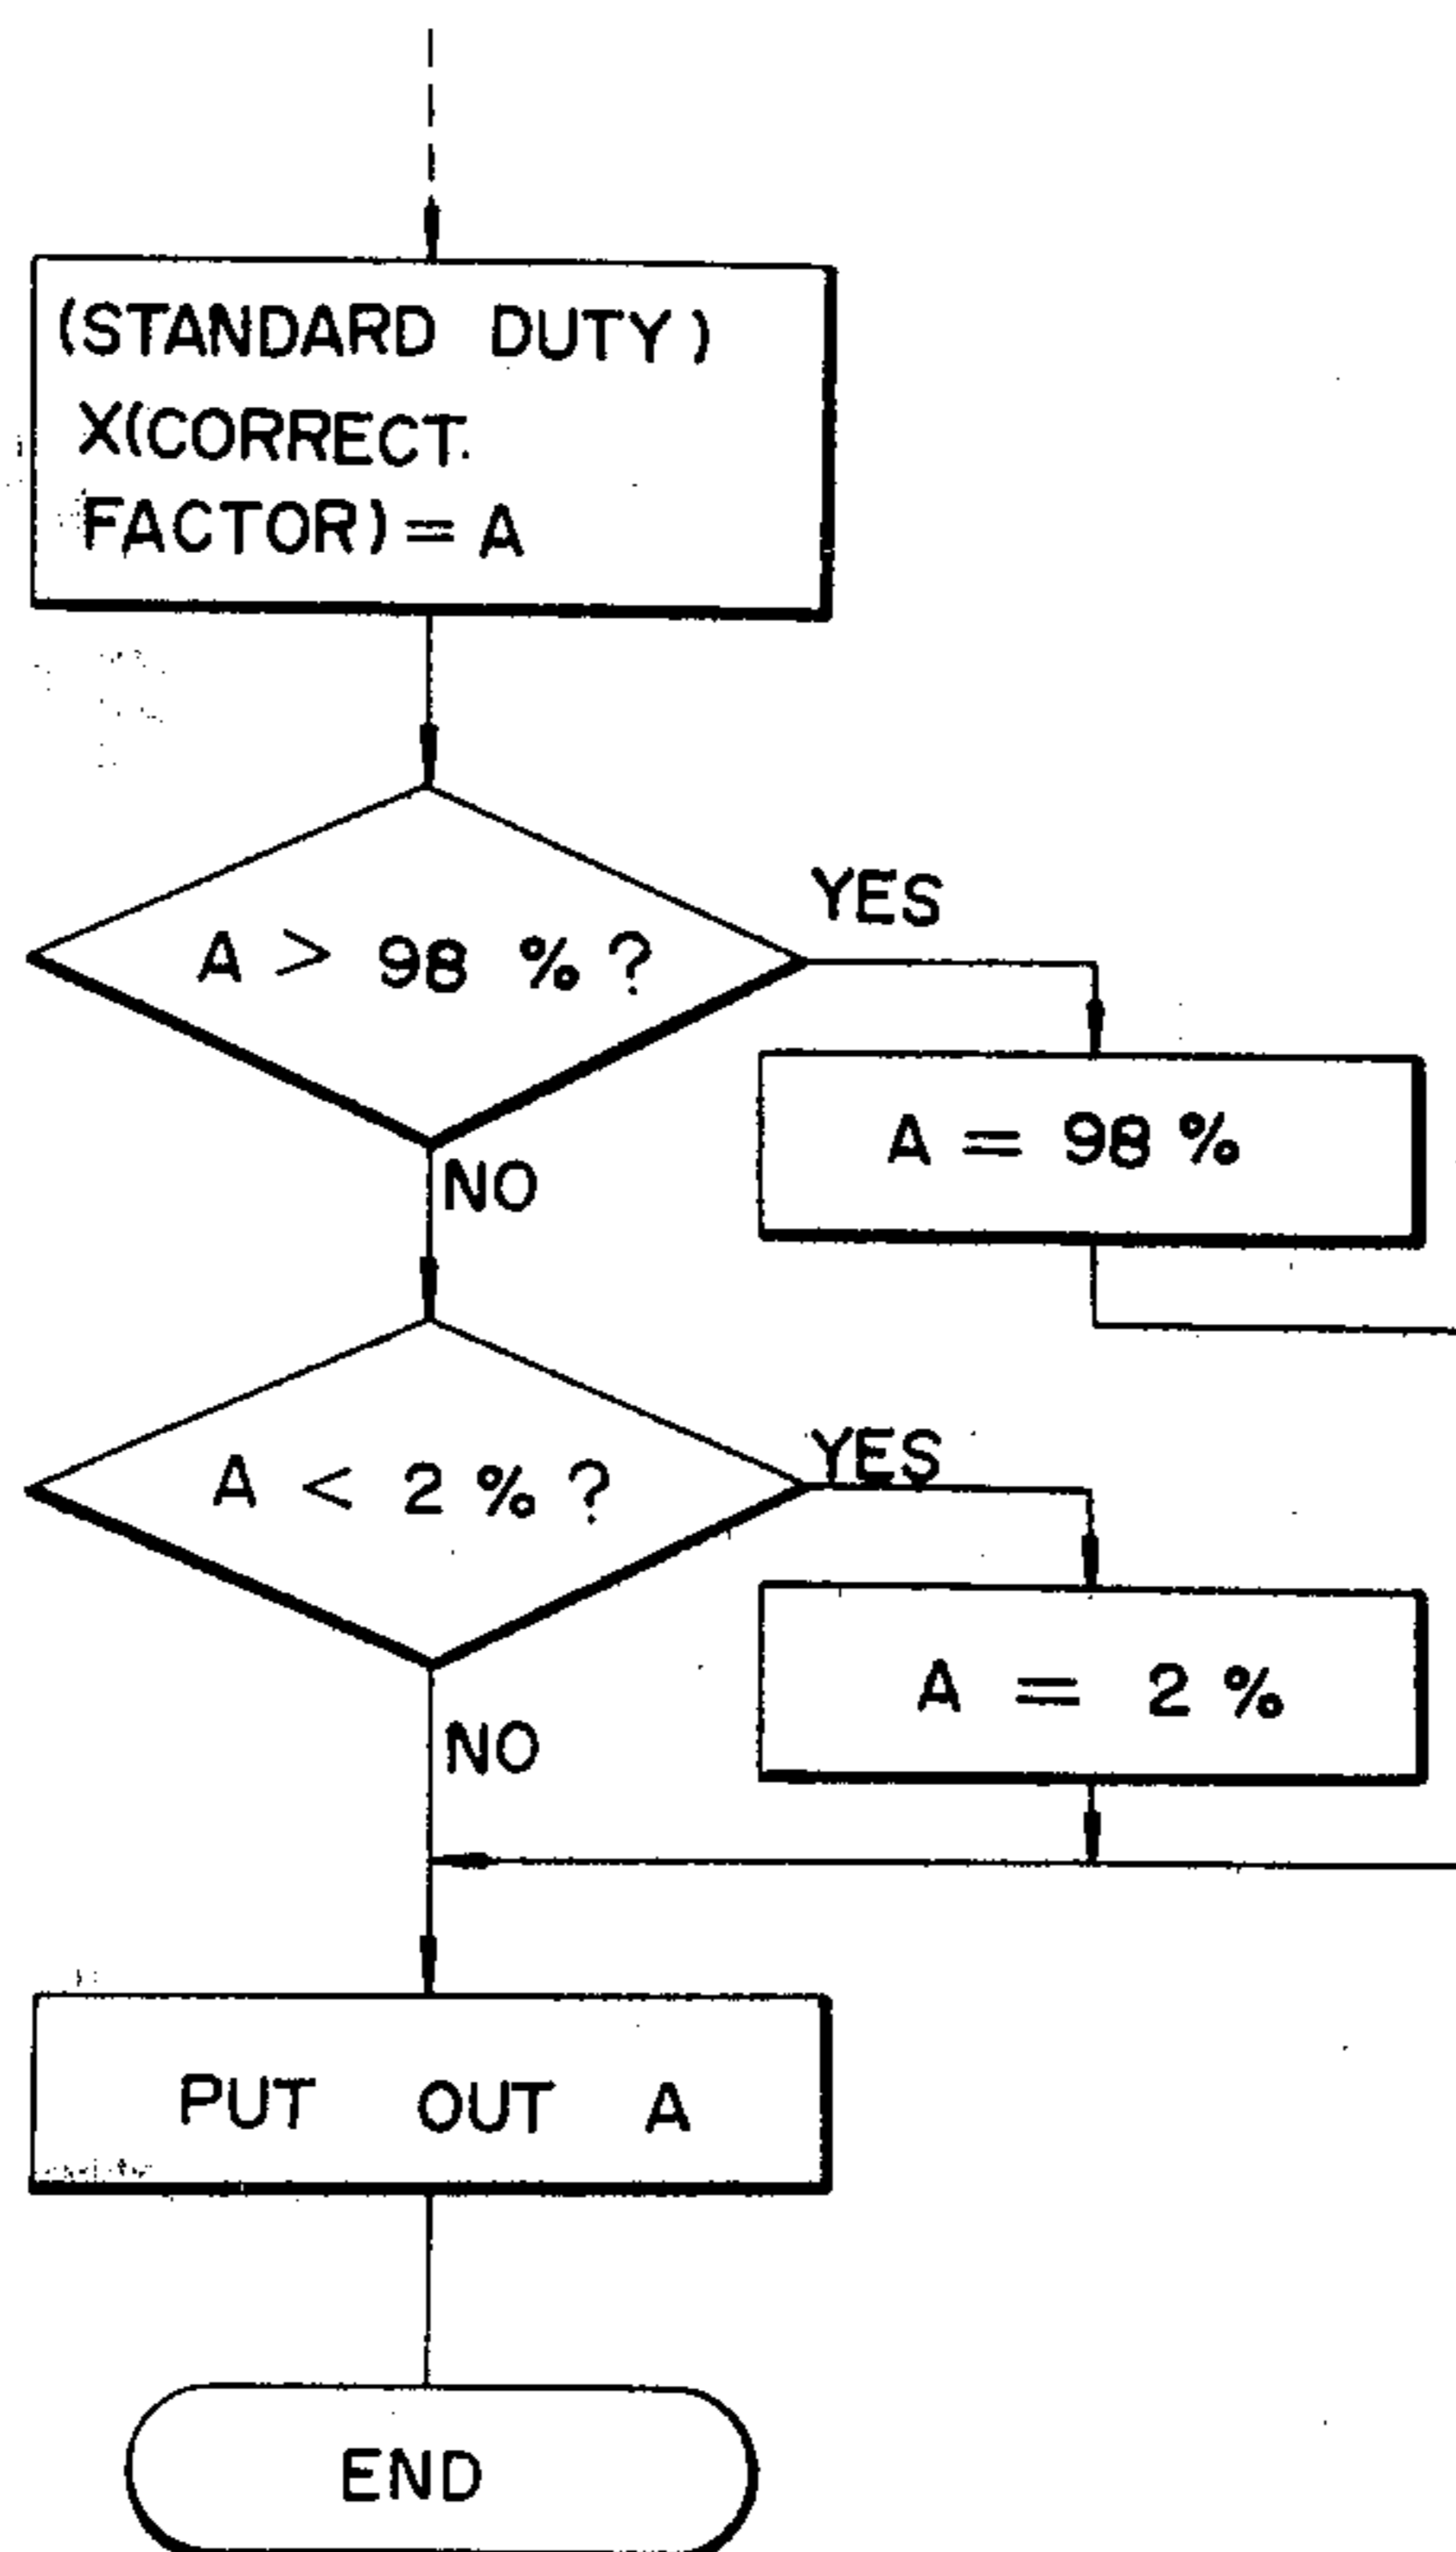 (STANDARD DUTY)
X(CORRECT.
FACTOR) = A
A > 98 % ?
YES
A = 98 %
NO
A < 2 % ?
YES
A = 2 %
NO
PUT OUT A
END